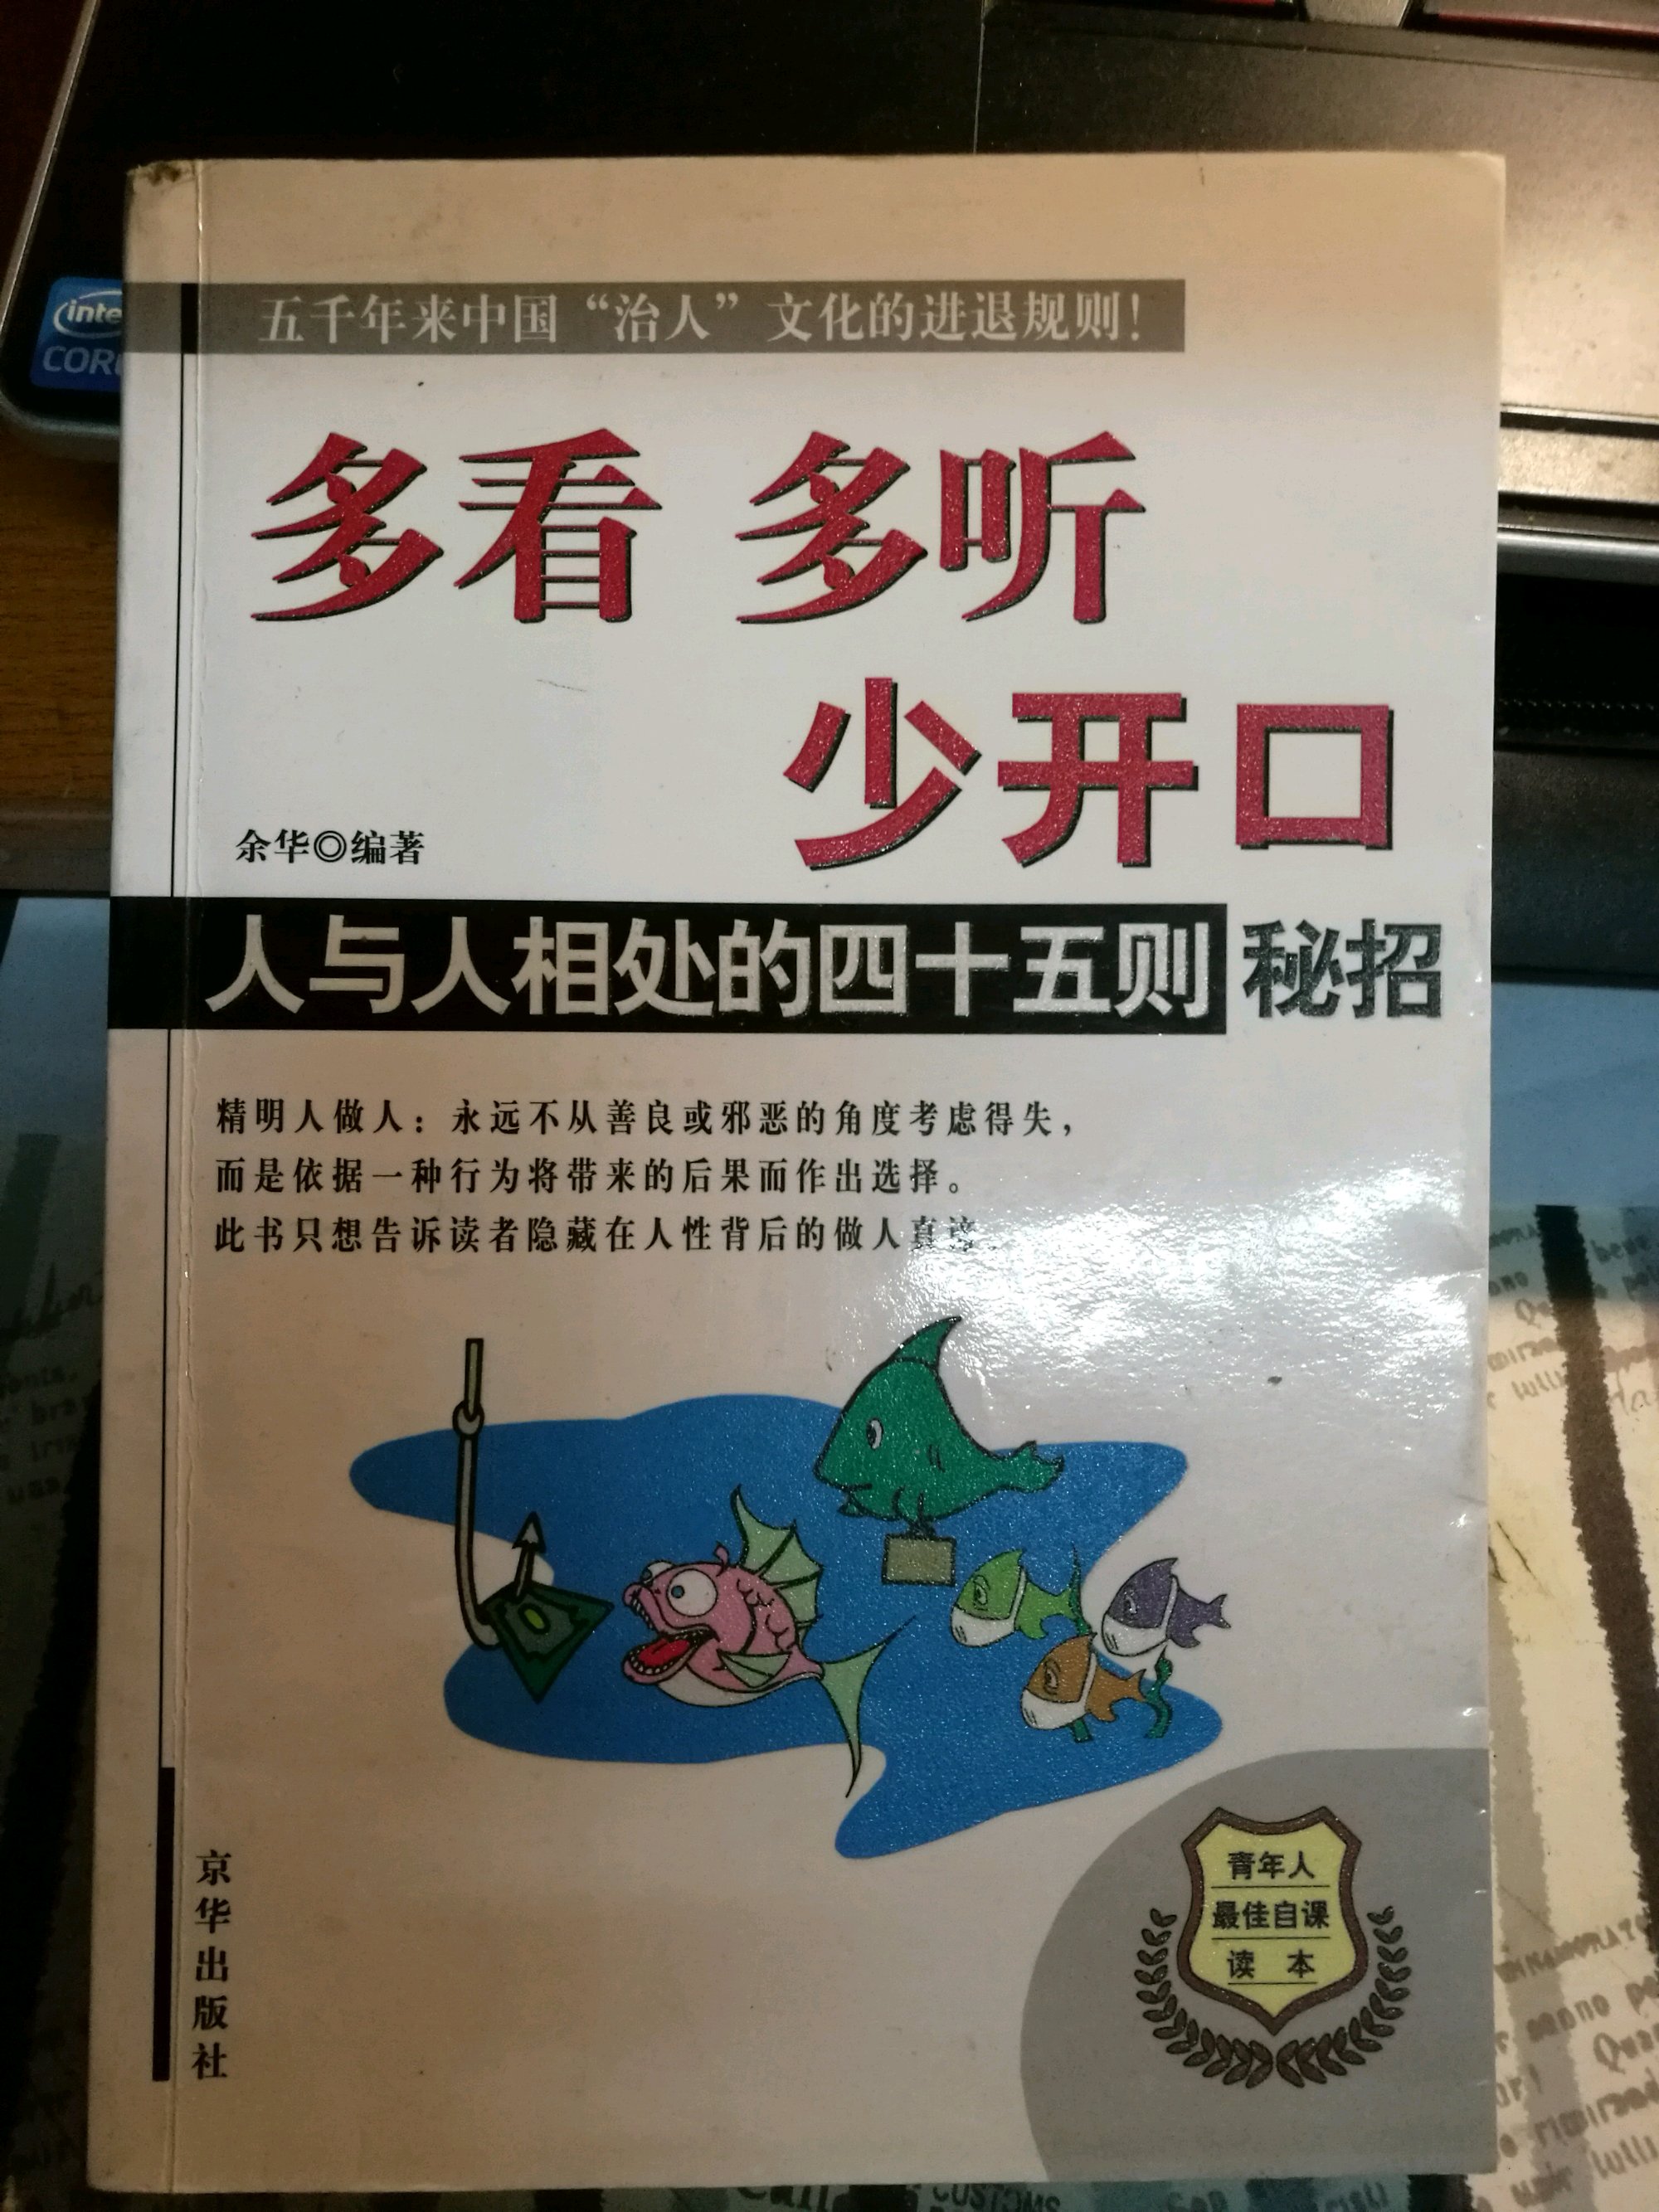 五千年来中国“治人”文化的进退规则！
多看 多听
少开口
余华◎编著
人与人相处的四十五则秘招
精明人做人：永远不从善良或邪恶的角度考虑得失，
而是依据一种行为将带来的后果而作出选择。
此书只想告诉读者隐藏在人性背后的做人真谛。
京华出版社
青年人
最佳自课
读 本
CUSTOMS